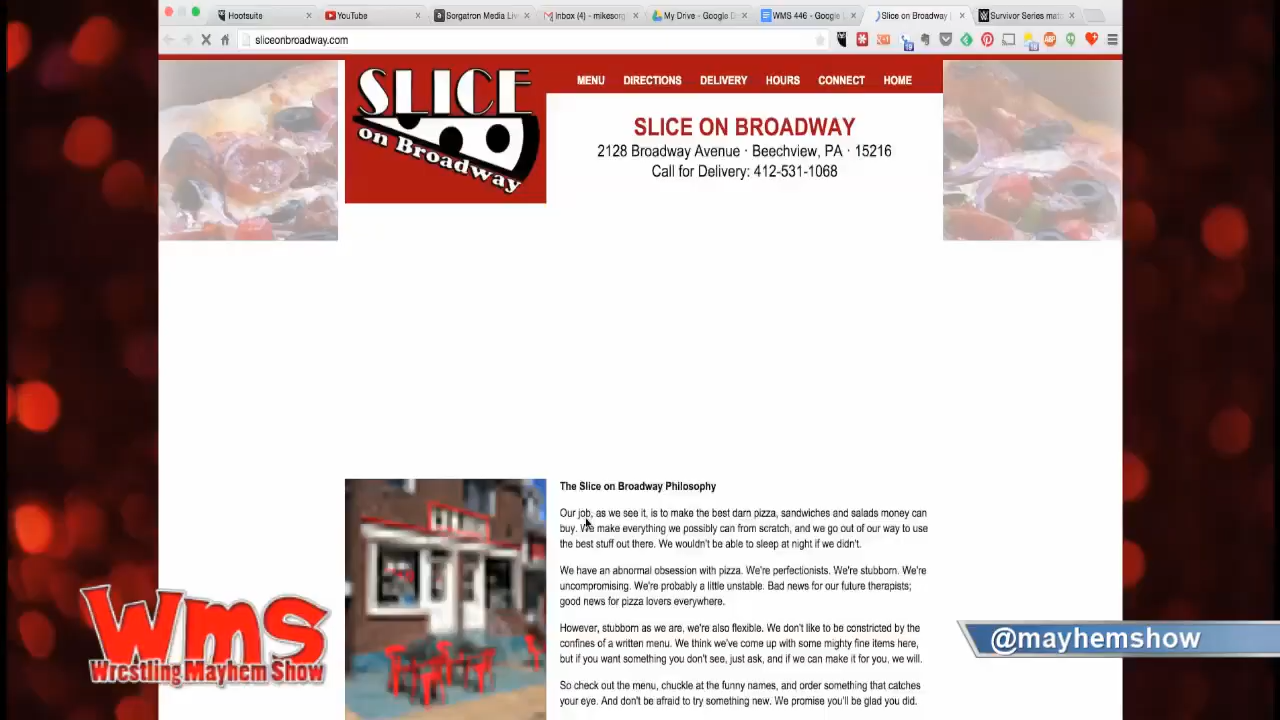 Hootsuite
YouTube
Sorgatron Media Liv
Inbox (4) - mikesorg
My Drive - Google D
WMS 446 - Google
Slice on Broadway
Survivor Series mat
sliceonbroadway.com
SLICE
on Broadway
MENU DIRECTIONS DELIVERY HOURS CONNECT HOME
SLICE ON BROADWAY
2128 Broadway Avenue · Beechview, PA · 15216
Call for Delivery: 412-531-1068
The Slice on Broadway Philosophy
Our job, as we see it, is to make the best darn pizza, sandwiches and salads money can
buy. We make everything we possibly can from scratch, and we go out of our way to use
the best stuff out there. We wouldn't be able to sleep at night if we didn't.
We have an abnormal obsession with pizza. We're perfectionists. We're stubborn. We're
uncompromising. We're probably a little unstable. Bad news for our future therapists;
good news for pizza lovers everywhere.
However, stubborn as we are, we're also flexible. We don't like to be constricted by the
confines of a written menu. We think we've come up with some mighty fine items here,
but if you want something you don't see, just ask, and if we can make it for you, we will.
So check out the menu, chuckle at the funny names, and order something that catches
your eye. And don't be afraid to try something new. We promise you'll be glad you did.
wms
Wrestling Mayhem Show
@mayhemshow